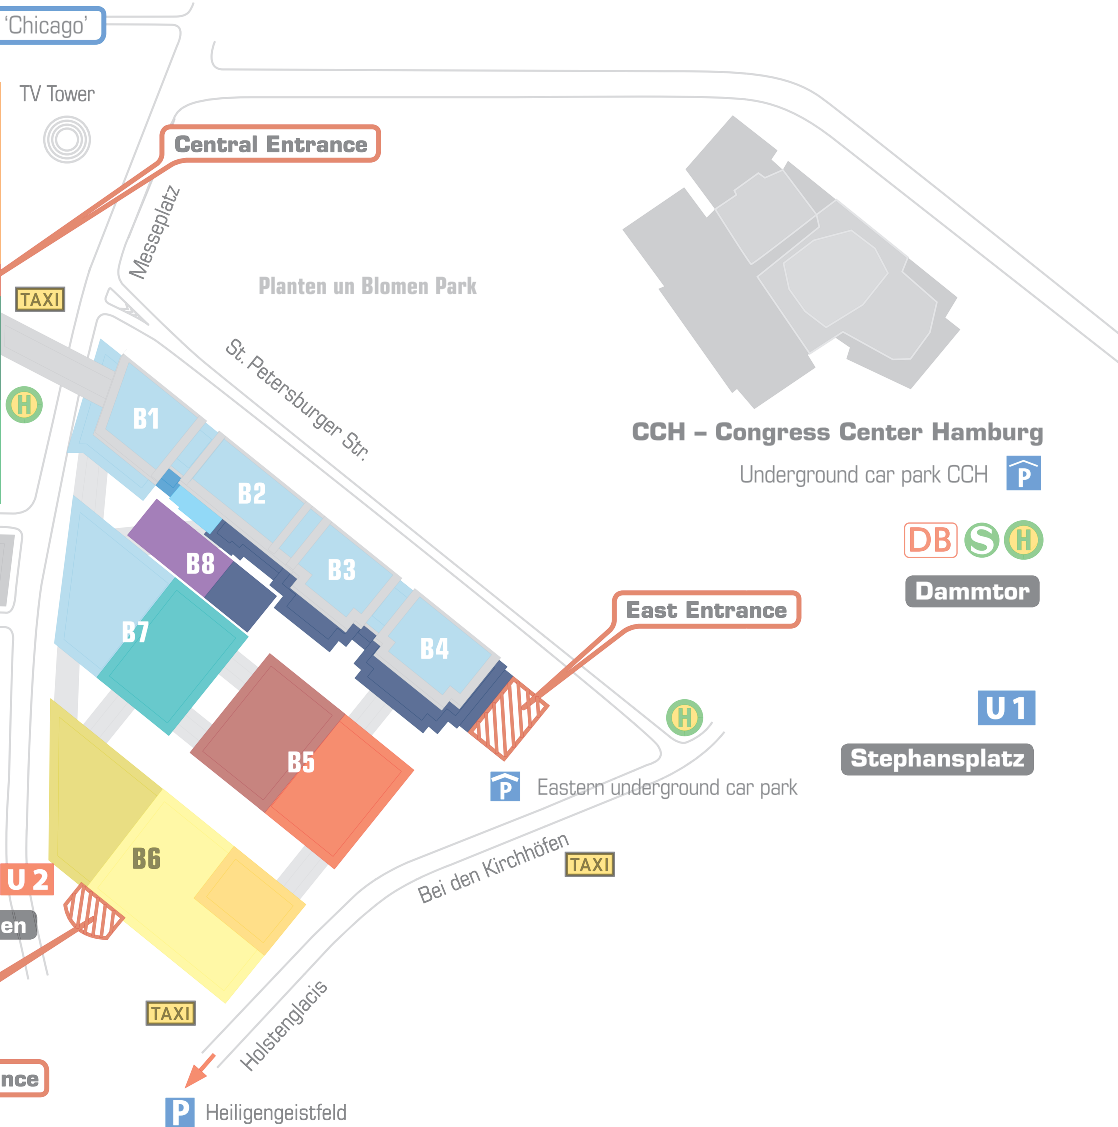 'Chicago'
TV Tower
Central Entrance
Messeplatz
Planten un Blomen Park
TAXI
St. Petersburger Str.
H
B1
CCH – Congress Center Hamburg
Underground car park CCH
P
B2
DB S H
B8
B3
Dammtor
East Entrance
B7
B4
U 1
H
Stephansplatz
B5
P Eastern underground car park
B6
TAXI
Bei den Kirchhöfen
U 2
en
TAXI
Holstenglacis
nce
P Heiligengeistfeld